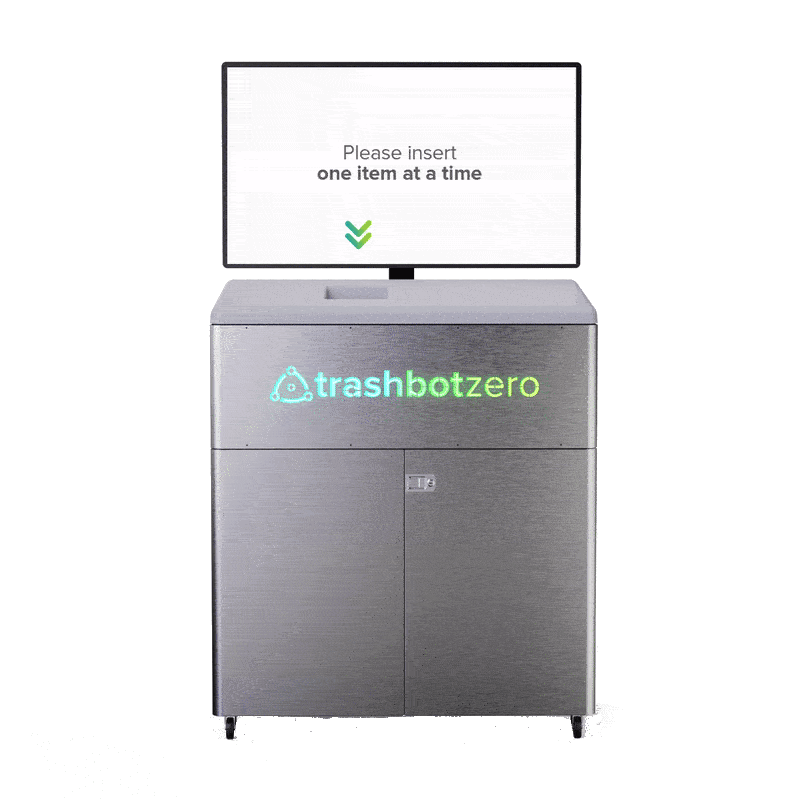 Please insert
one item at a time
trashbotzero